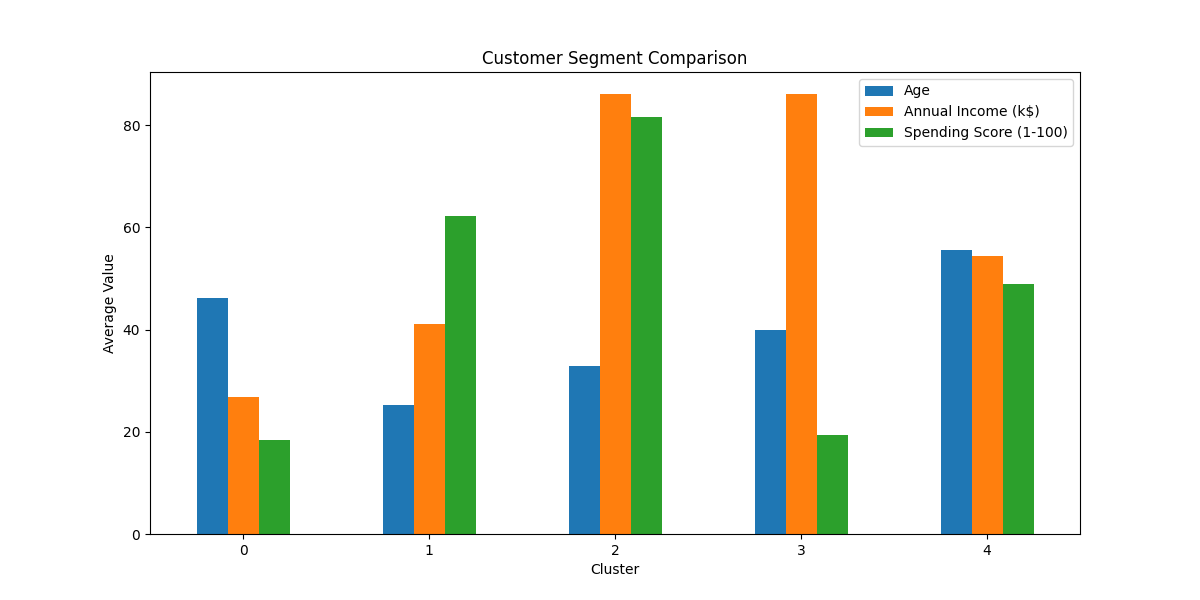 Customer Segment Comparison
Age
Annual Income (k$)
Spending Score (1-100)
80
60
40
20
0
Average Value
0 1 2 3 4
Cluster